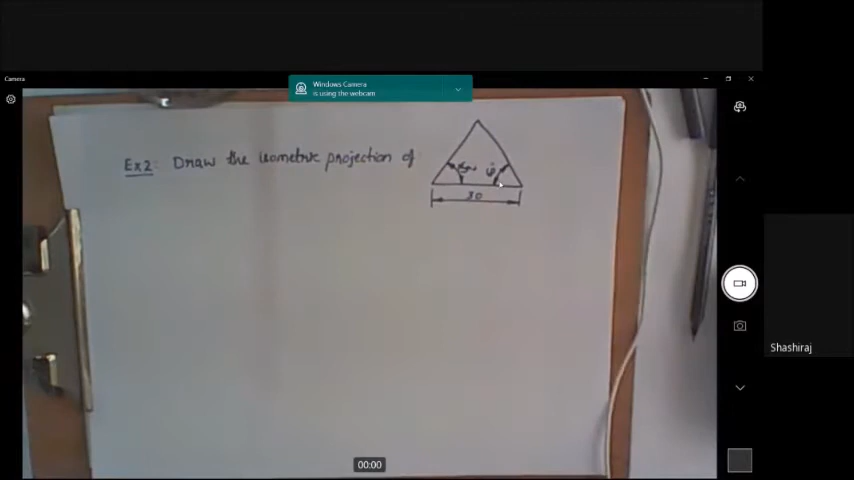 Camera
Windows Camera
is using the webcam
Ex2: Draw the isometric projection of
30
Shashiraj
00:00